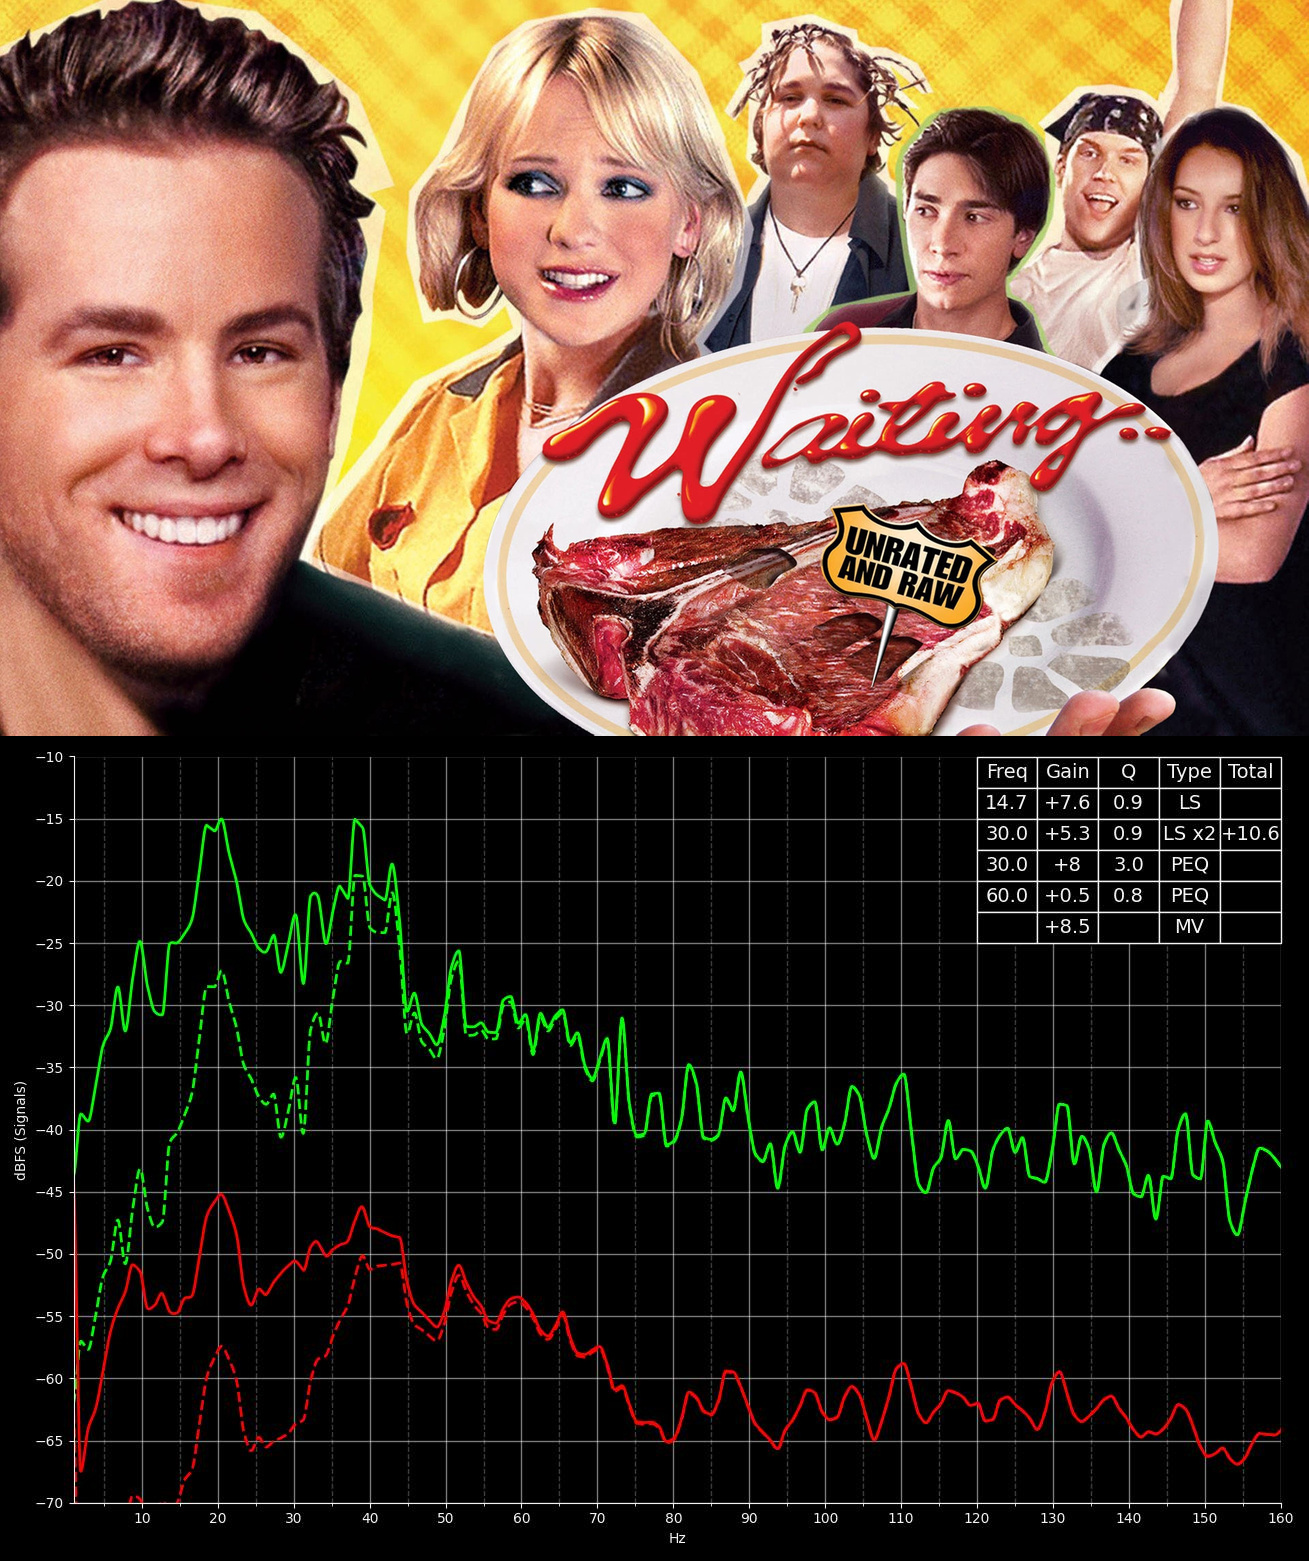 Waiting...
UNRATED
AND RAW
Freq Gain Q Type Total
14.7 +7.6 0.9 LS
30.0 +5.3 0.9 LS x2 +10.6
30.0 +8 3.0 PEQ
60.0 +0.5 0.8 PEQ
+8.5 MV
−10
−15
−20
−25
−30
−35
−40
−45
−50
−55
−60
−65
−70
dBFS (Signals)
10 20 30 40 50 60 70 80 90 100 110 120 130 140 150 160
Hz